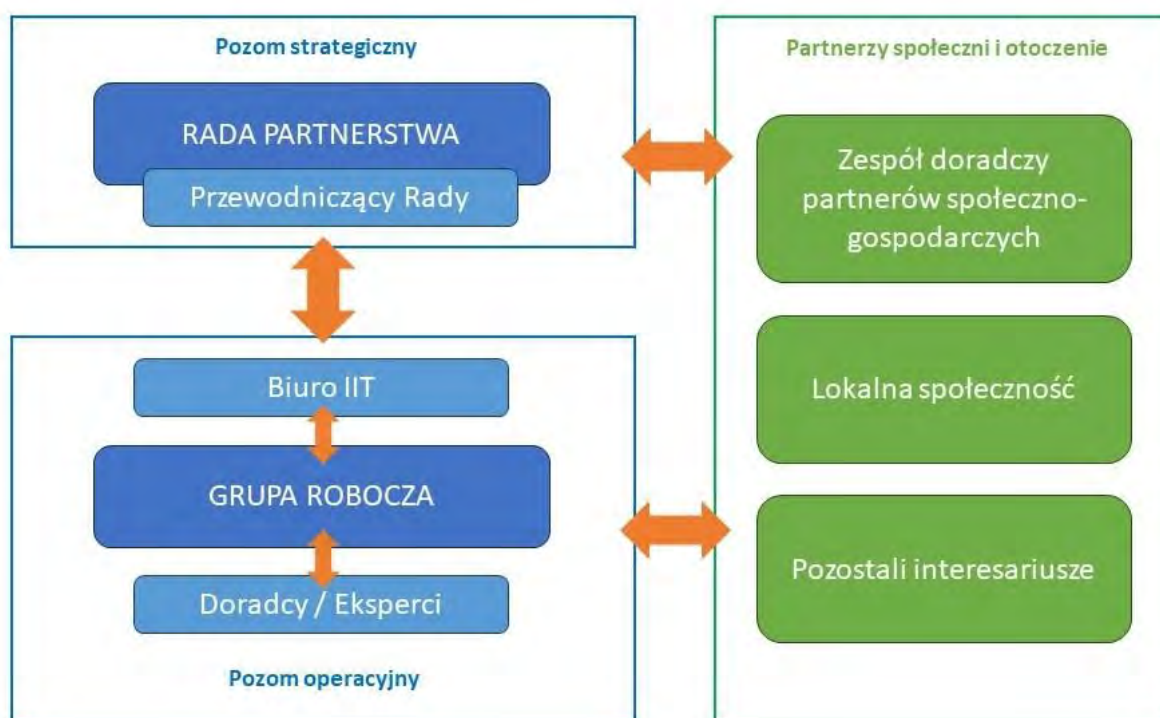 Pozom strategiczny
RADA PARTNERSTWA
Przewodniczący Rady
Biuro IIT
GRUPA ROBOCZA
Doradcy / Eksperci
Pozom operacyjny
Partnerzy społeczni i otoczenie
Zespół doradczy
partnerów społeczno-
gospodarczych
Lokalna społeczność
Pozostali interesariusze